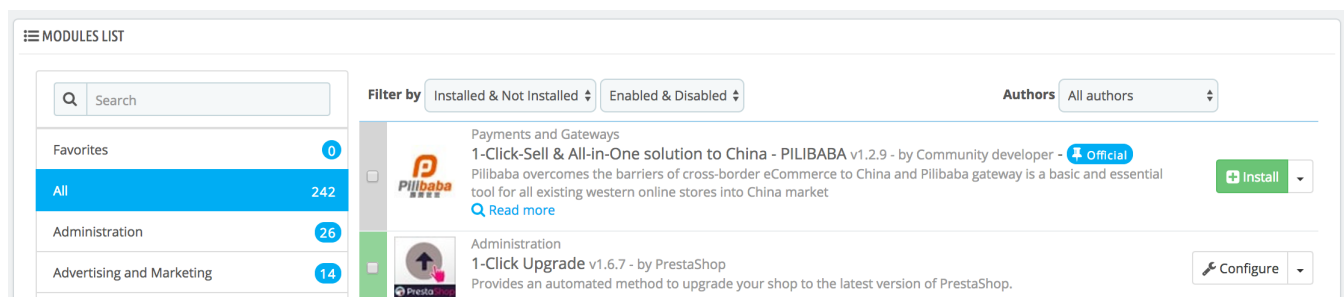 MODULES LIST
Search
Favorites 0
All 242
Administration 26
Advertising and Marketing 14
Filter by Installed & Not Installed Enabled & Disabled Authors All authors
Pilibaba
Payments and Gateways
1-Click-Sell & All-in-One solution to China - PILIBABA v1.2.9 - by Community developer - Official
Pilibaba overcomes the barriers of cross-border eCommerce to China and Pilibaba gateway is a basic and essential
tool for all existing western online stores into China market
Read more
Install
PrestaShop
Administration
1-Click Upgrade v1.6.7 - by PrestaShop
Provides an automated method to upgrade your shop to the latest version of PrestaShop.
Configure